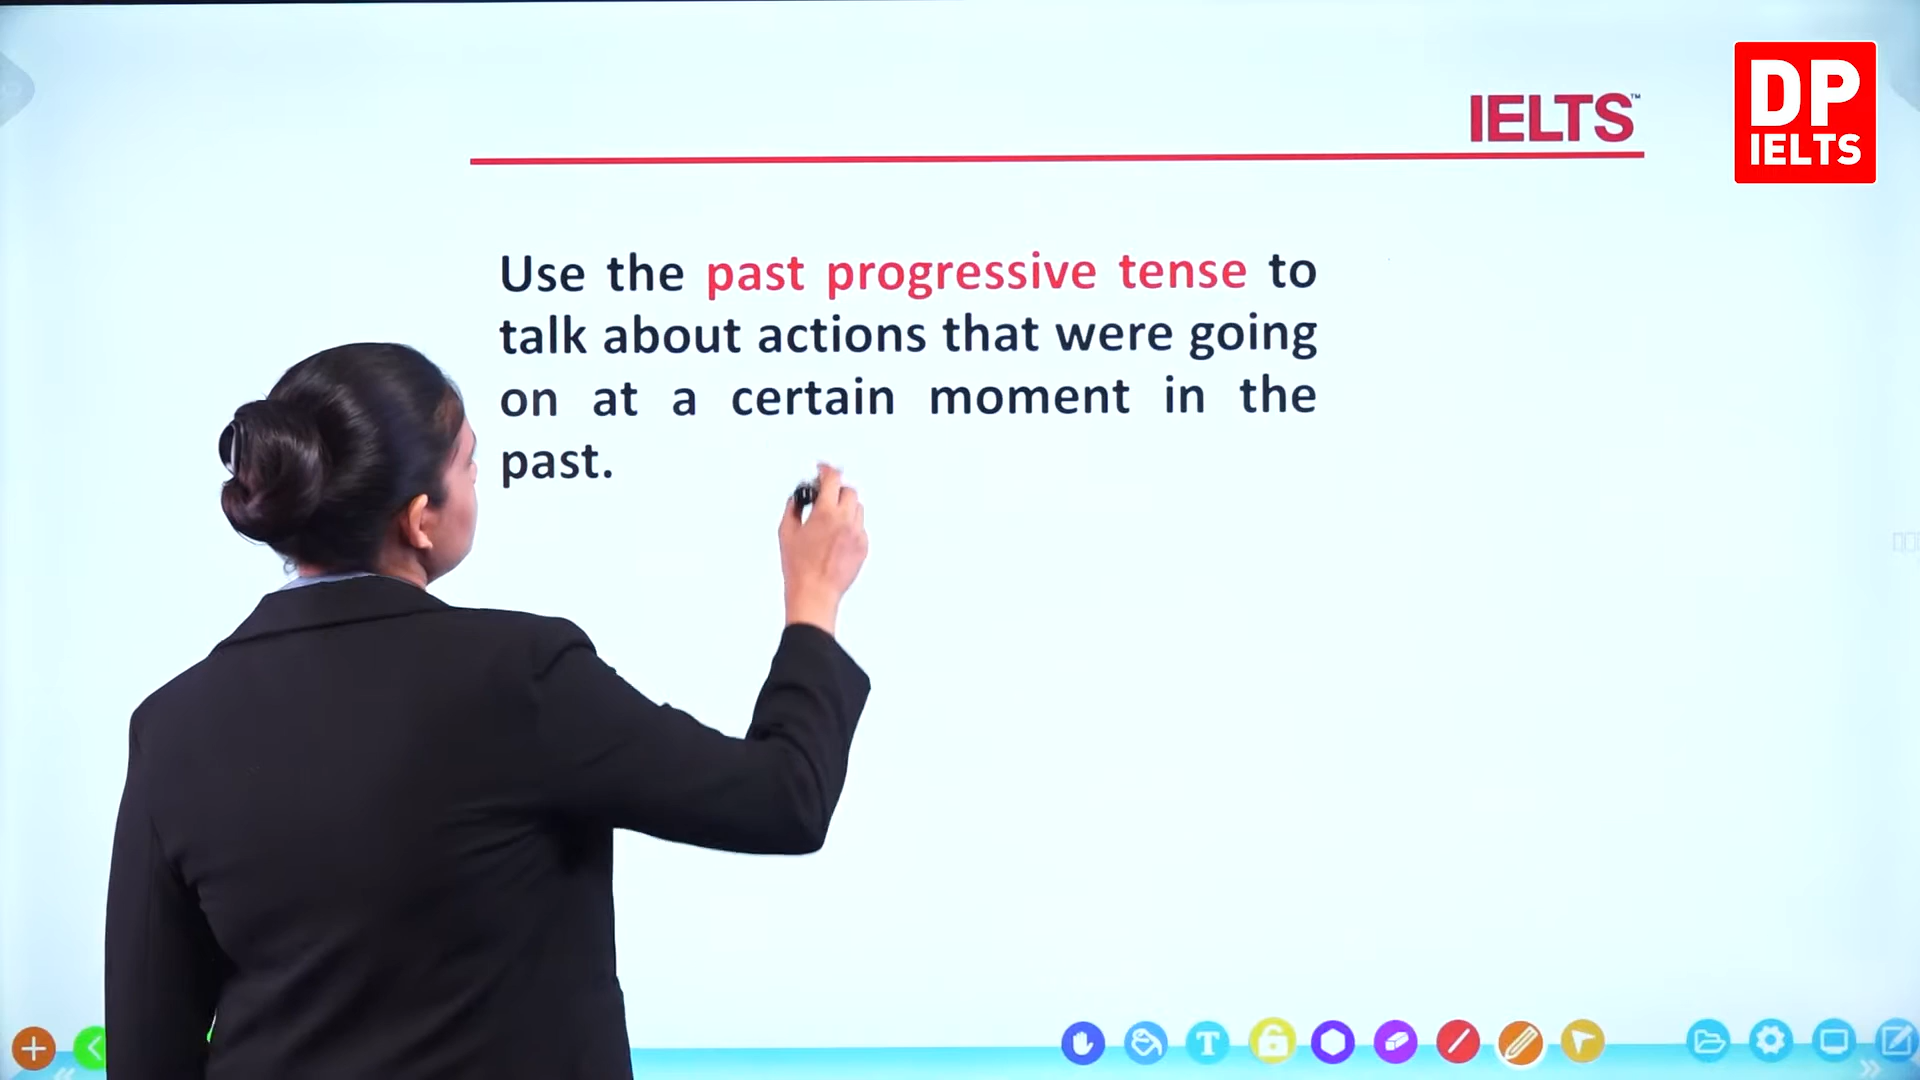 IELTS™
DP
IELTS
Use the past progressive tense to
talk about actions that were going
on at a certain moment in the
past.
T